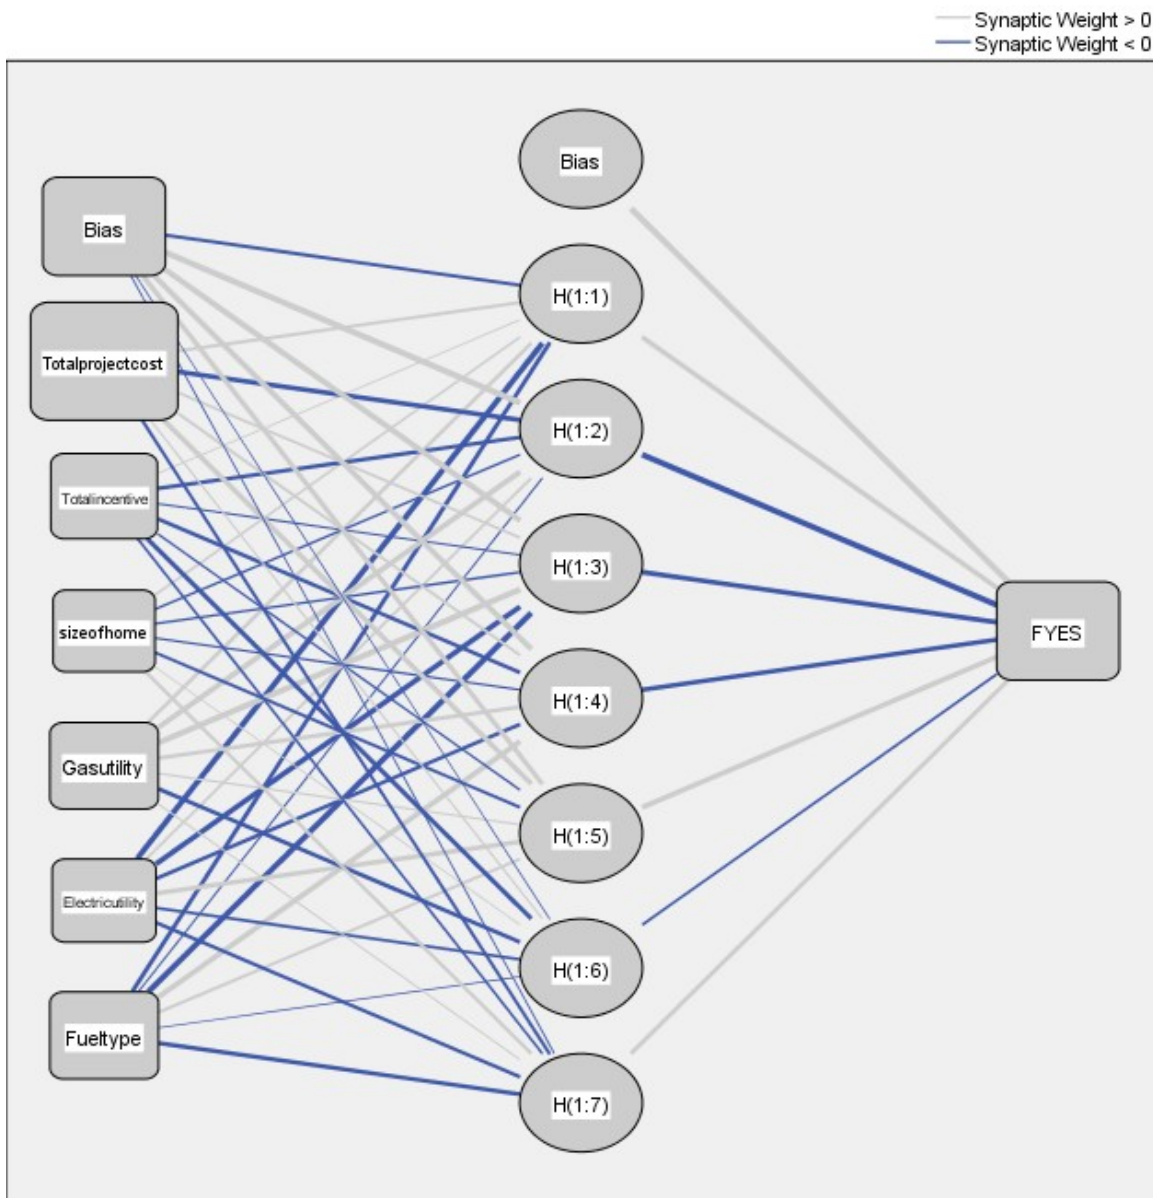 Synaptic Weight > 0
Synaptic Weight < 0
Bias
Totalprojectcost
Totalincentive
sizeofhome
Gasutility
Electricutility
Fueltype
Bias
H(1:1)
H(1:2)
H(1:3)
H(1:4)
H(1:5)
H(1:6)
H(1:7)
FYES